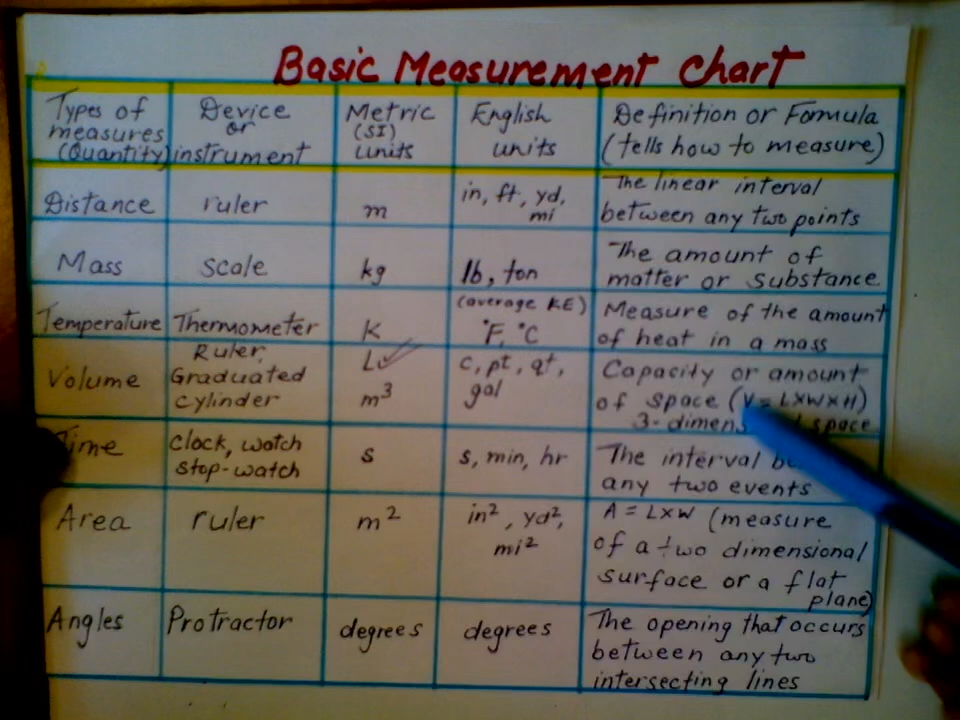 Basic Measurement Chart
Types of measures (Quantity)
Device or instrument
Metric (SI) units
English units
Definition or Formula (tells how to measure)
Distance
ruler
m
in, ft, yd, mi
The linear interval
between any two points
Mass
Scale
kg
lb, ton
The amount of
matter or substance
Temperature
Thermometer
K
(average KE)
°F, °C
Measure of the amount
of heat in a mass
Volume
Ruler,
Graduated
cylinder
L
m³
c, pt, qt,
gal
Capacity or amount
of space (V = LXWXH)
3-dimens space
Time
clock, watch
stop-watch
s
s, min, hr
The interval
any two events
Area
ruler
m²
in², yd²,
mi²
A = LXW (measure
of a two dimensional
surface or a flat
plane)
Angles
Protractor
degrees
degrees
The opening that occurs
between any two
intersecting lines